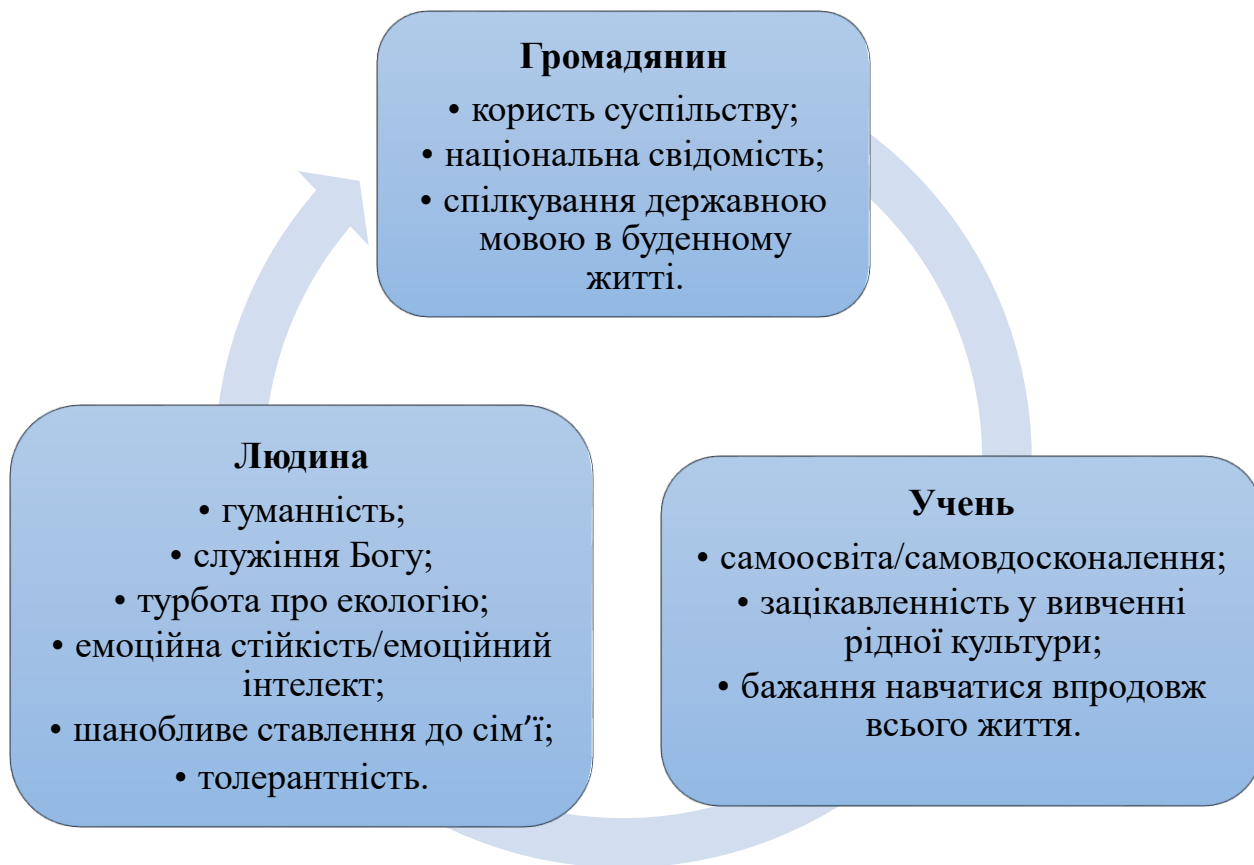 Громадянин
• користь суспільству;
• національна свідомість;
• спілкування державною
мовою в буденному
житті.
Людина
• гуманність;
• служіння Богу;
• турбота про екологію;
• емоційна стійкість/емоційний
інтелект;
• шанобливе ставлення до сім′ї;
• толерантність.
Учень
• самоосвіта/самовдосконалення;
• зацікавленність у вивченні
рідної культури;
• бажання навчатися впродовж
всього життя.